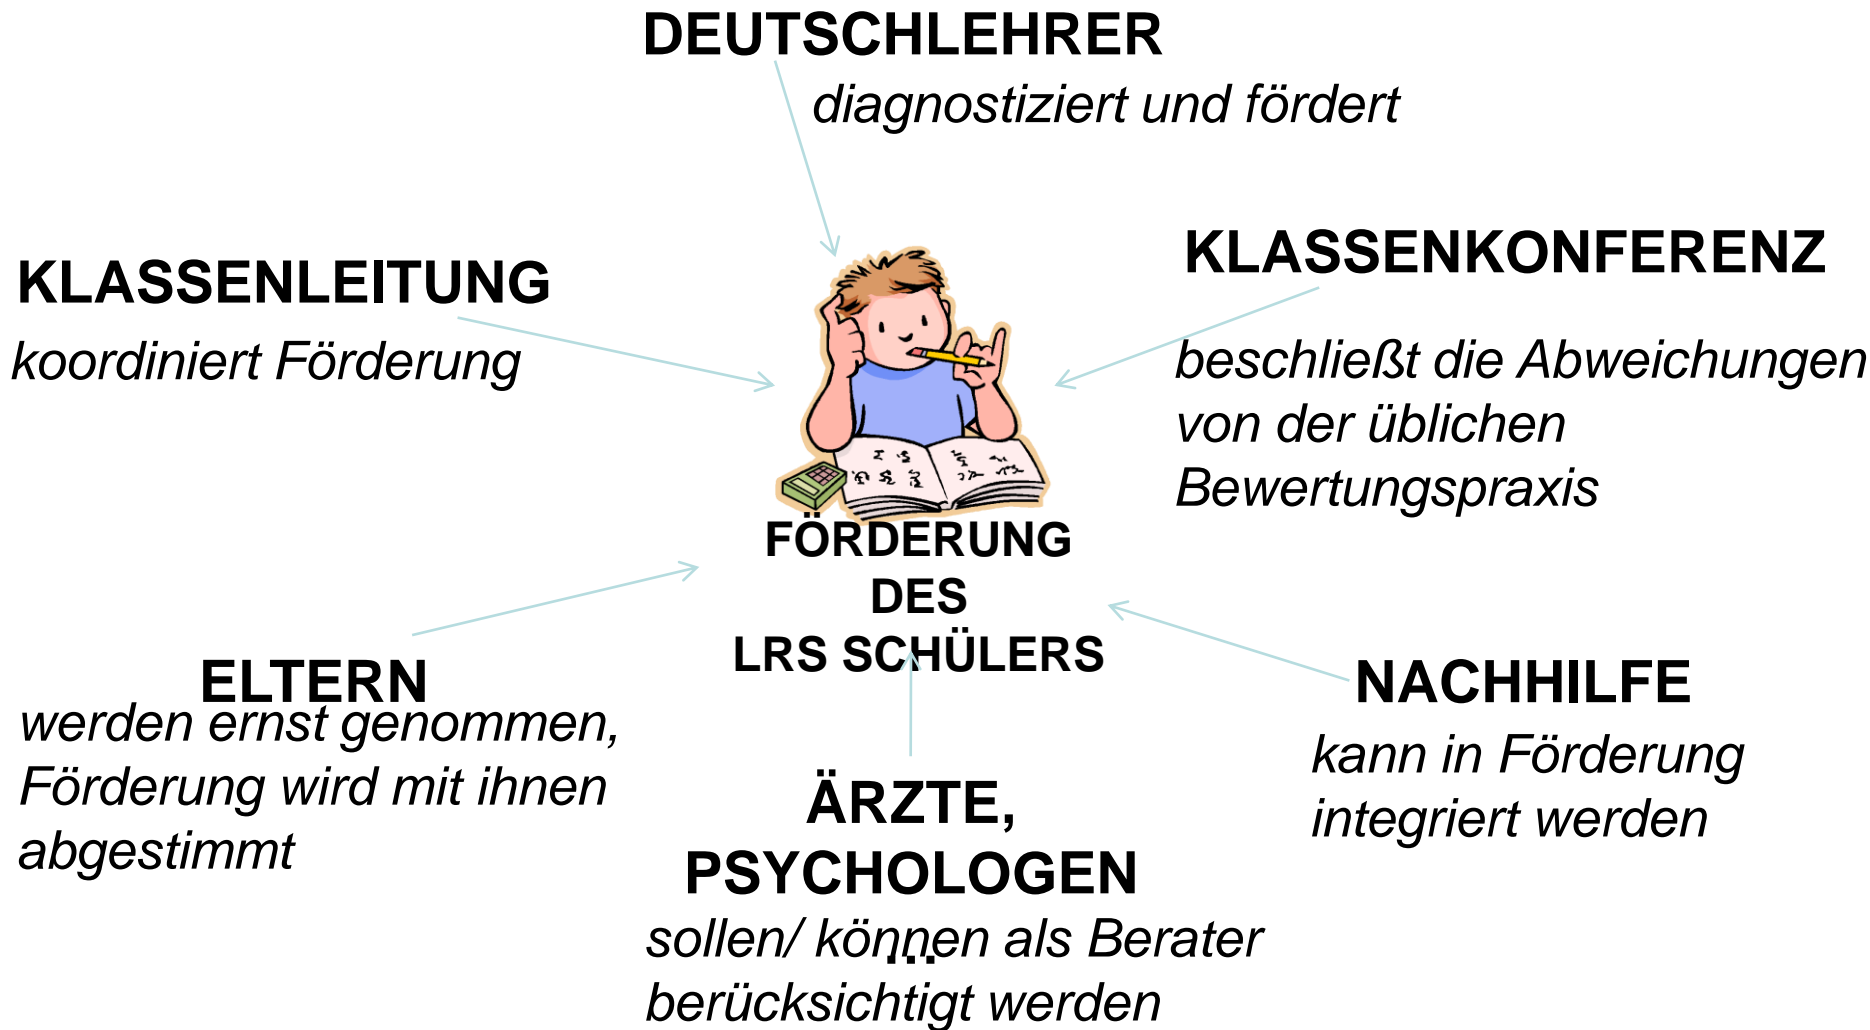 DEUTSCHLEHRER
diagnostiziert und fördert
KLASSENLEITUNG
koordiniert Förderung
KLASSENKONFERENZ
beschließt die Abweichungen
von der üblichen
Bewertungspraxis
FÖRDERUNG
DES
LRS SCHÜLERS
ELTERN
werden ernst genommen,
Förderung wird mit ihnen
abgestimmt
NACHHILFE
kann in Förderung
integriert werden
ÄRZTE,
PSYCHOLOGEN
...
sollen/ können als Berater
berücksichtigt werden